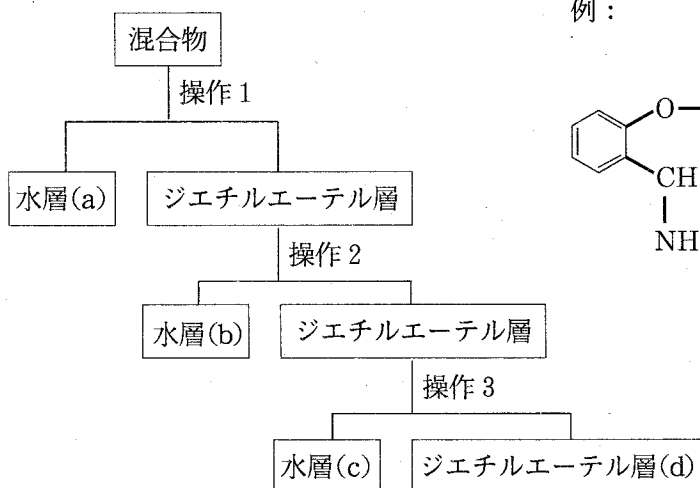 例：
混合物
操作1
水層(a)
ジエチルエーテル層
操作2
水層(b)
ジエチルエーテル層
操作3
水層(c)
ジエチルエーテル層(d)
O
CH
NH